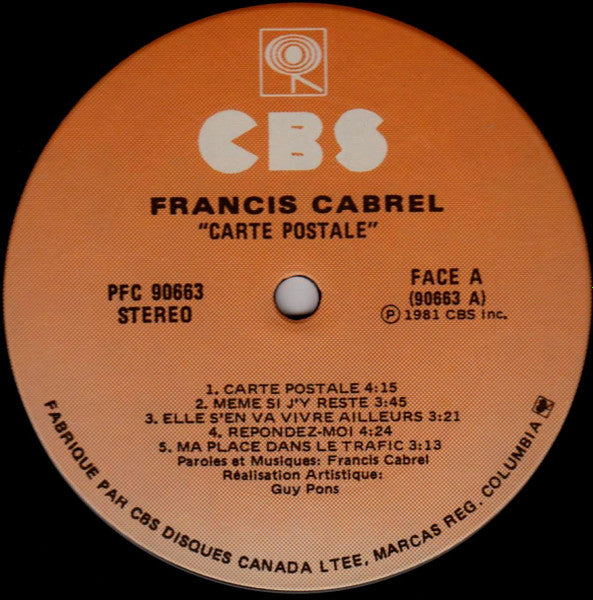 CBS
FRANCIS CABREL
"CARTE POSTALE"
PFC 90663
STEREO
FACE A
(90663 A)
Ⓟ 1981 CBS Inc.
1. CARTE POSTALE 4:15
2. MEME SI J'Y RESTE 3:45
3. ELLE S'EN VA VIVRE AILLEURS 3:21
4. REPONDEZ-MOI 4:24
5. MA PLACE DANS LE TRAFIC 3:13
Paroles et Musiques: Francis Cabrel
Réalisation Artistique:
Guy Pons
FABRIQUE PAR CBS DISQUES CANADA LTEE, MARCAS REG. COLUMBIA